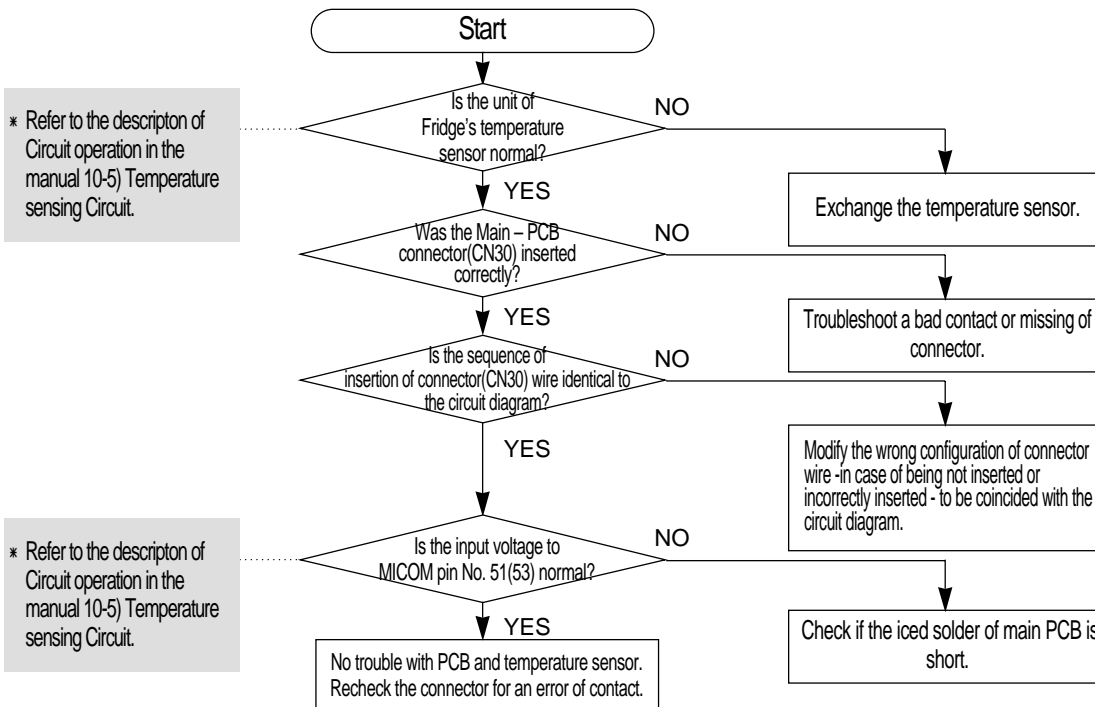 Start
Is the unit of
Fridge's temperature
sensor normal?
NO
* Refer to the descripton of
Circuit operation in the
manual 10-5) Temperature
sensing Circuit.
YES
Exchange the temperature sensor.
Was the Main – PCB
connector(CN30) inserted
correctly?
NO
YES
Troubleshoot a bad contact or missing of
connector.
Is the sequence of
insertion of connector(CN30) wire identical to
the circuit diagram?
NO
YES
Modify the wrong configuration of connector
wire -in case of being not inserted or
incorrectly inserted - to be coincided with the
circuit diagram.
* Refer to the descripton of
Circuit operation in the
manual 10-5) Temperature
sensing Circuit.
Is the input voltage to
MICOM pin No. 51(53) normal?
NO
YES
Check if the iced solder of main PCB is
short.
No trouble with PCB and temperature sensor.
Recheck the connector for an error of contact.